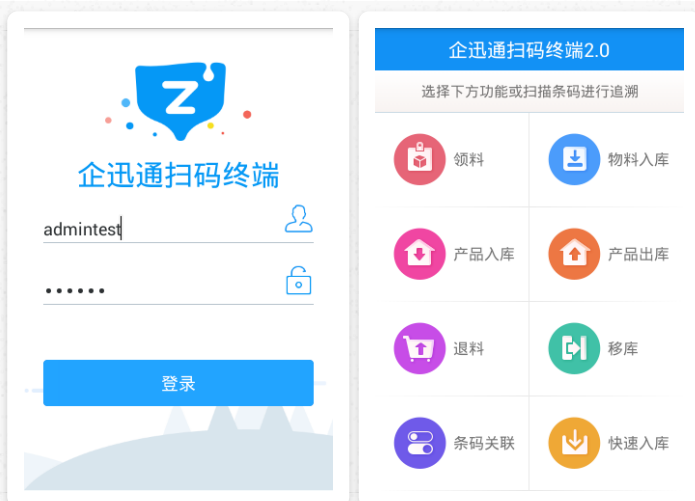 Z
企迅通扫码终端
admintest
••••••
登录
企迅通扫码终端2.0
选择下方功能或扫描条码进行追溯
领料
物料入库
产品入库
产品出库
退料
移库
条码关联
快速入库